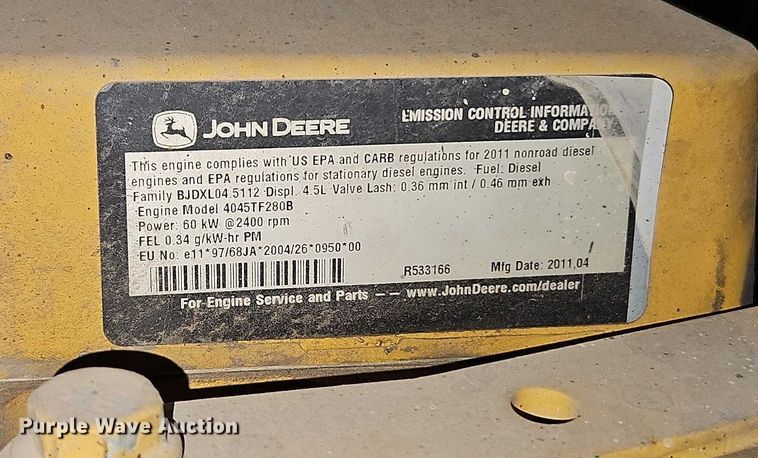 JOHN DEERE
EMISSION CONTROL INFORMATION
DEERE & COMPA
This engine complies with US EPA and CARB regulations for 2011 nonroad diesel
engines and EPA regulations for stationary diesel engines. Fuel: Diesel
Family BJDXL04.5112 Displ. 4.5L Valve Lash: 0.36 mm int / 0.46 mm exh
Engine Model 4045TF280B
Power: 60 kW @2400 rpm
FEL 0.34 g/kW-hr PM
EU No: e11*97/68JA*2004/26*0950*00
R533166 Mfg Date: 2011,04
For Engine Service and Parts –– www.JohnDeere.com/dealer
Purple Wave Auction